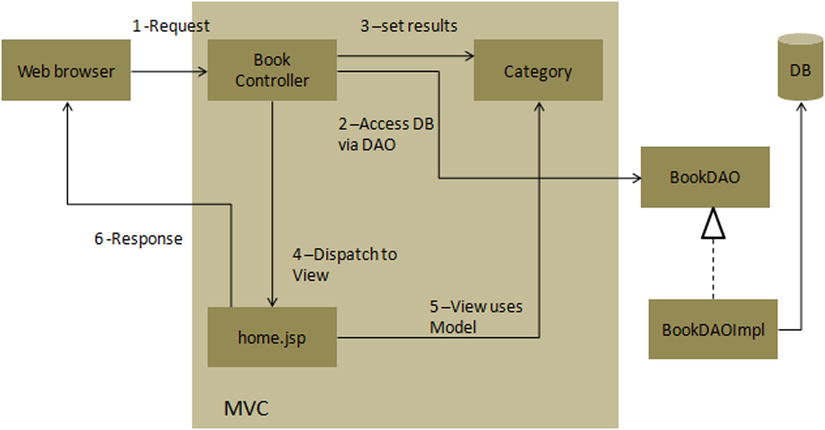 1-Request
3–set results
Web browser
Book
Controller
Category
DB
2–Access DB
via DAO
BookDAO
6-Response
4–Dispatch to
View
5–View uses
Model
home.jsp
BookDAOImpl
MVC